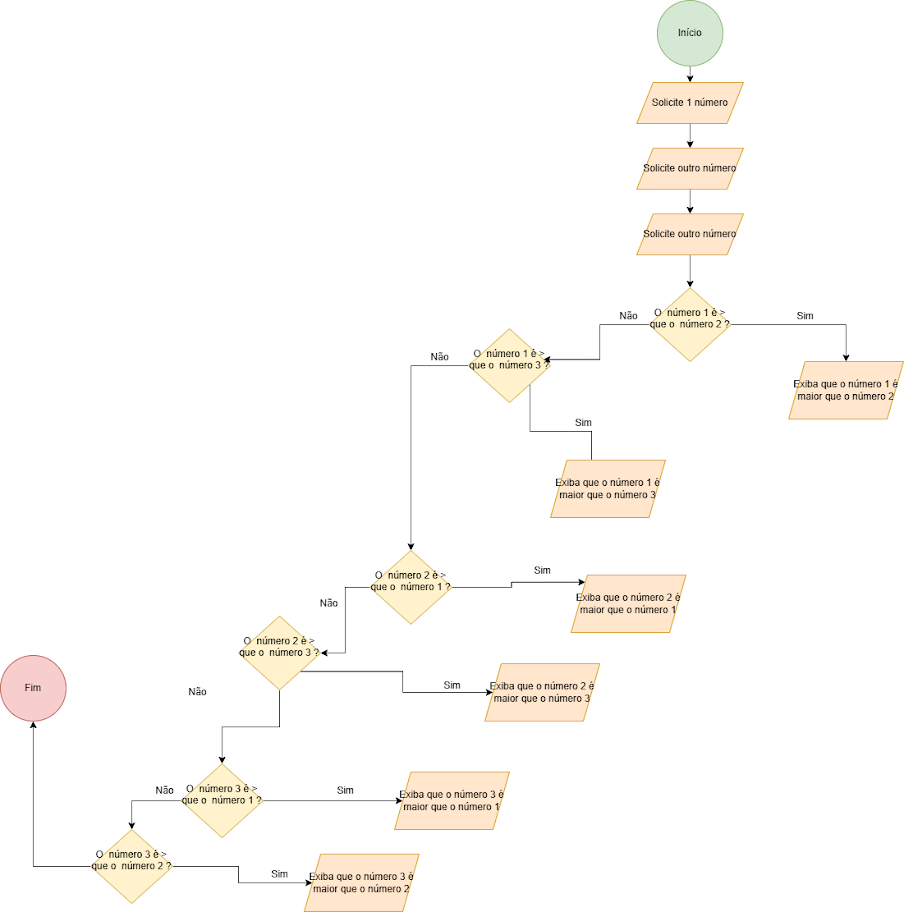 Início
Solicite 1 número
Solicite outro número
Solicite outro número
O número 1 é >
que o número 2 ?
Não
Sim
O número 1 é >
que o número 3 ?
Não
Exiba que o número 1 é
maior que o número 2
Sim
Exiba que o número 1 é
maior que o número 3
O número 2 é >
que o número 1 ?
Sim
Não
Exiba que o número 2 é
maior que o número 1
O número 2 é >
que o número 3 ?
Sim
Exiba que o número 2 é
maior que o número 3
Fim
Não
O número 3 é >
que o número 1 ?
Não
Sim
Exiba que o número 3 é
maior que o número 1
O número 3 é >
que o número 2 ?
Sim
Exiba que o número 3 é
maior que o número 2